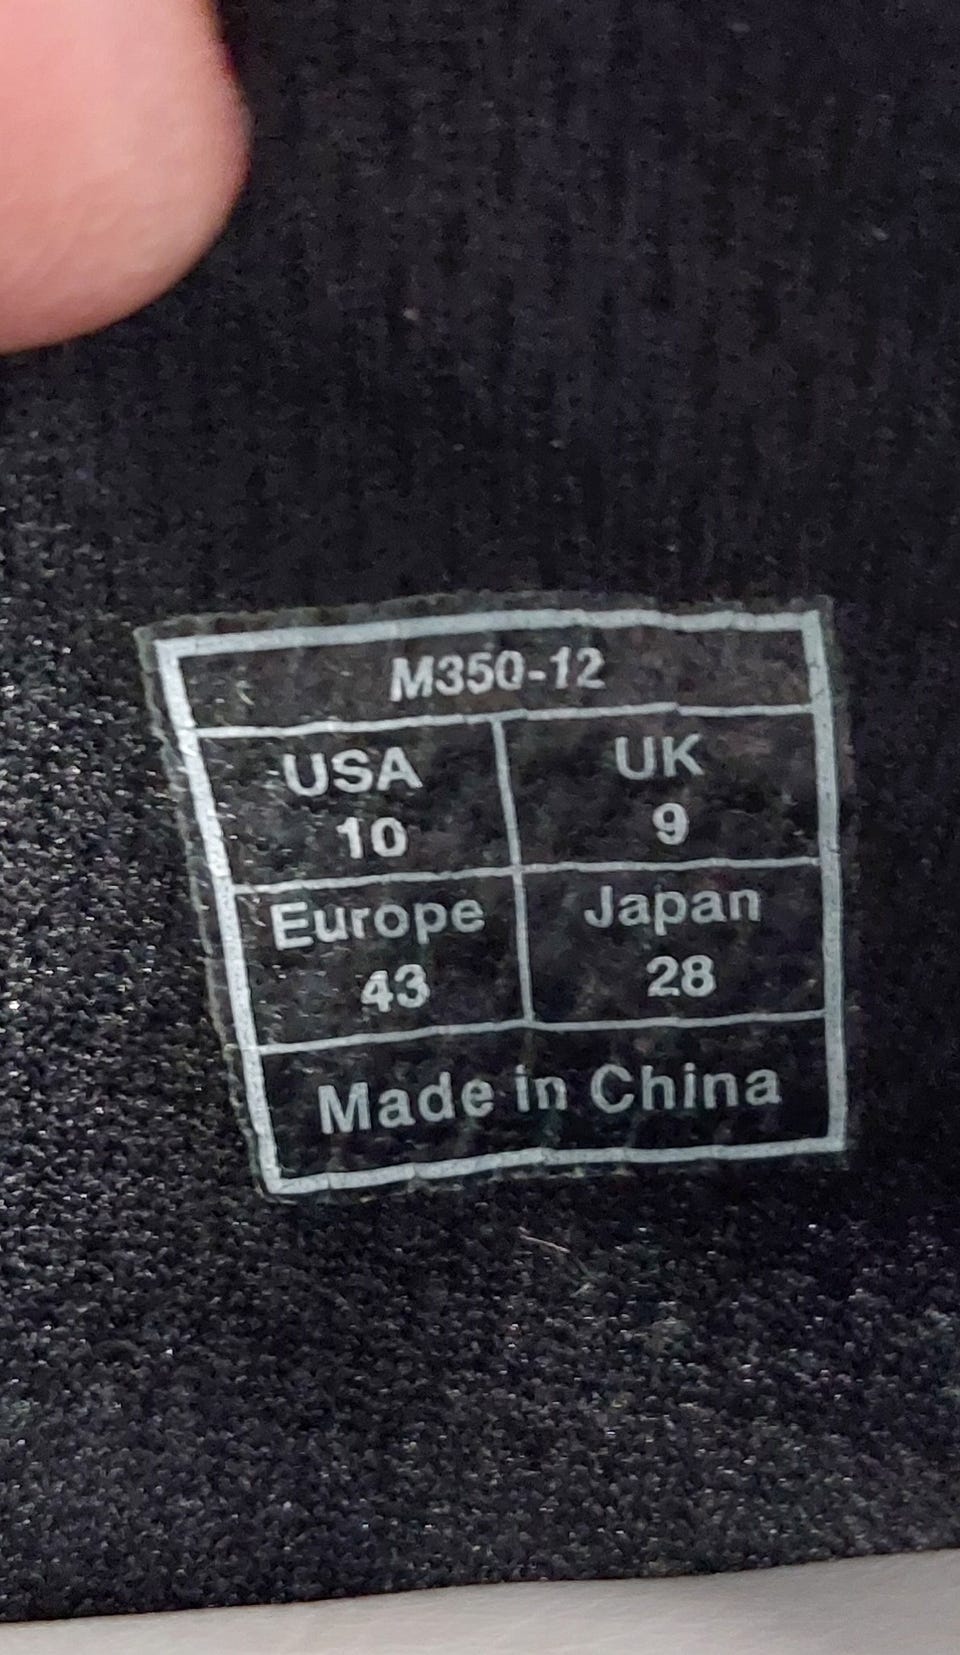 M350-12
USA UK
10 9
Europe Japan
43 28
Made in China